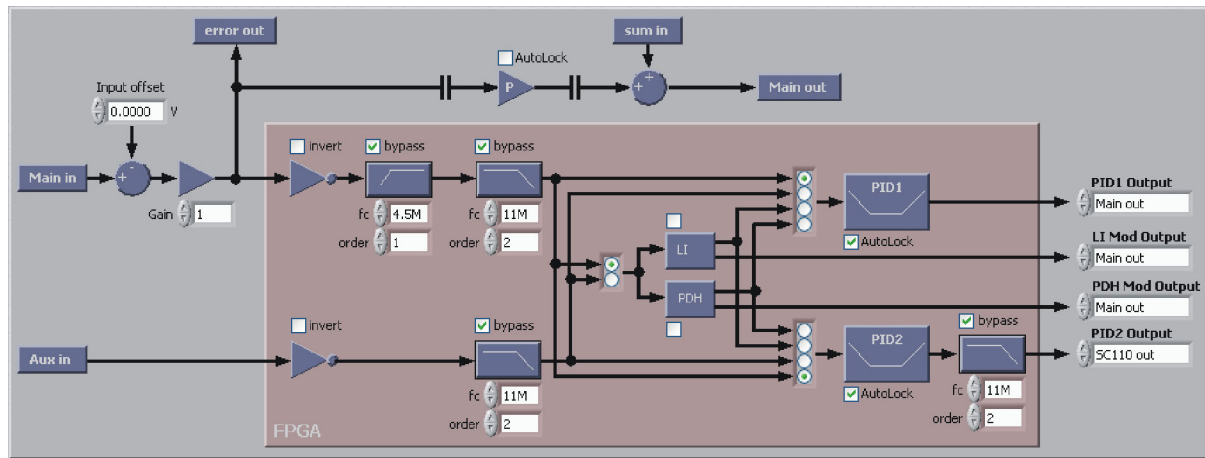 error out
sum in
AutoLock
Input offset
0.0000 V
P
+ +
Main out
- +
Main in
Gain 1
invert
bypass
bypass
fc 4.5M
fc 11M
order 1
order 2
PID1
AutoLock
LI
PDH
PID1 Output
Main out
LI Mod Output
Main out
PDH Mod Output
Main out
PID2 Output
SC110 out
Aux in
invert
bypass
fc 11M
order 2
PID2
AutoLock
bypass
fc 11M
order 2
FPGA